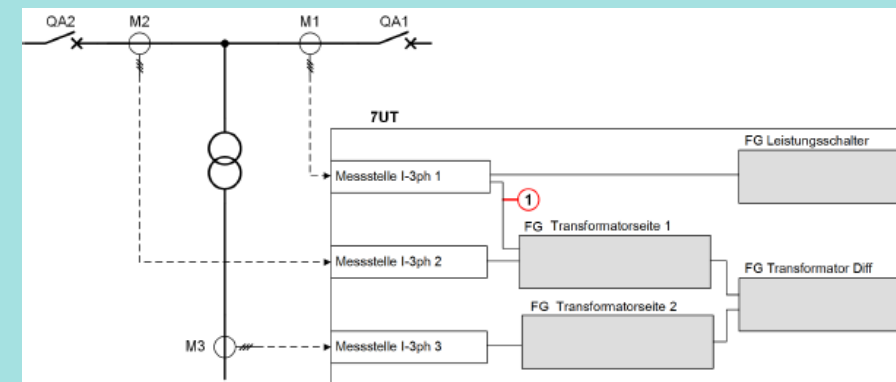 QA2 M2 M1 QA1
7UT
FG Leistungsschalter
Messstelle I-3ph 1
1
FG Transformatorseite 1
Messstelle I-3ph 2
FG Transformator Diff
FG Transformatorseite 2
M3
Messstelle I-3ph 3